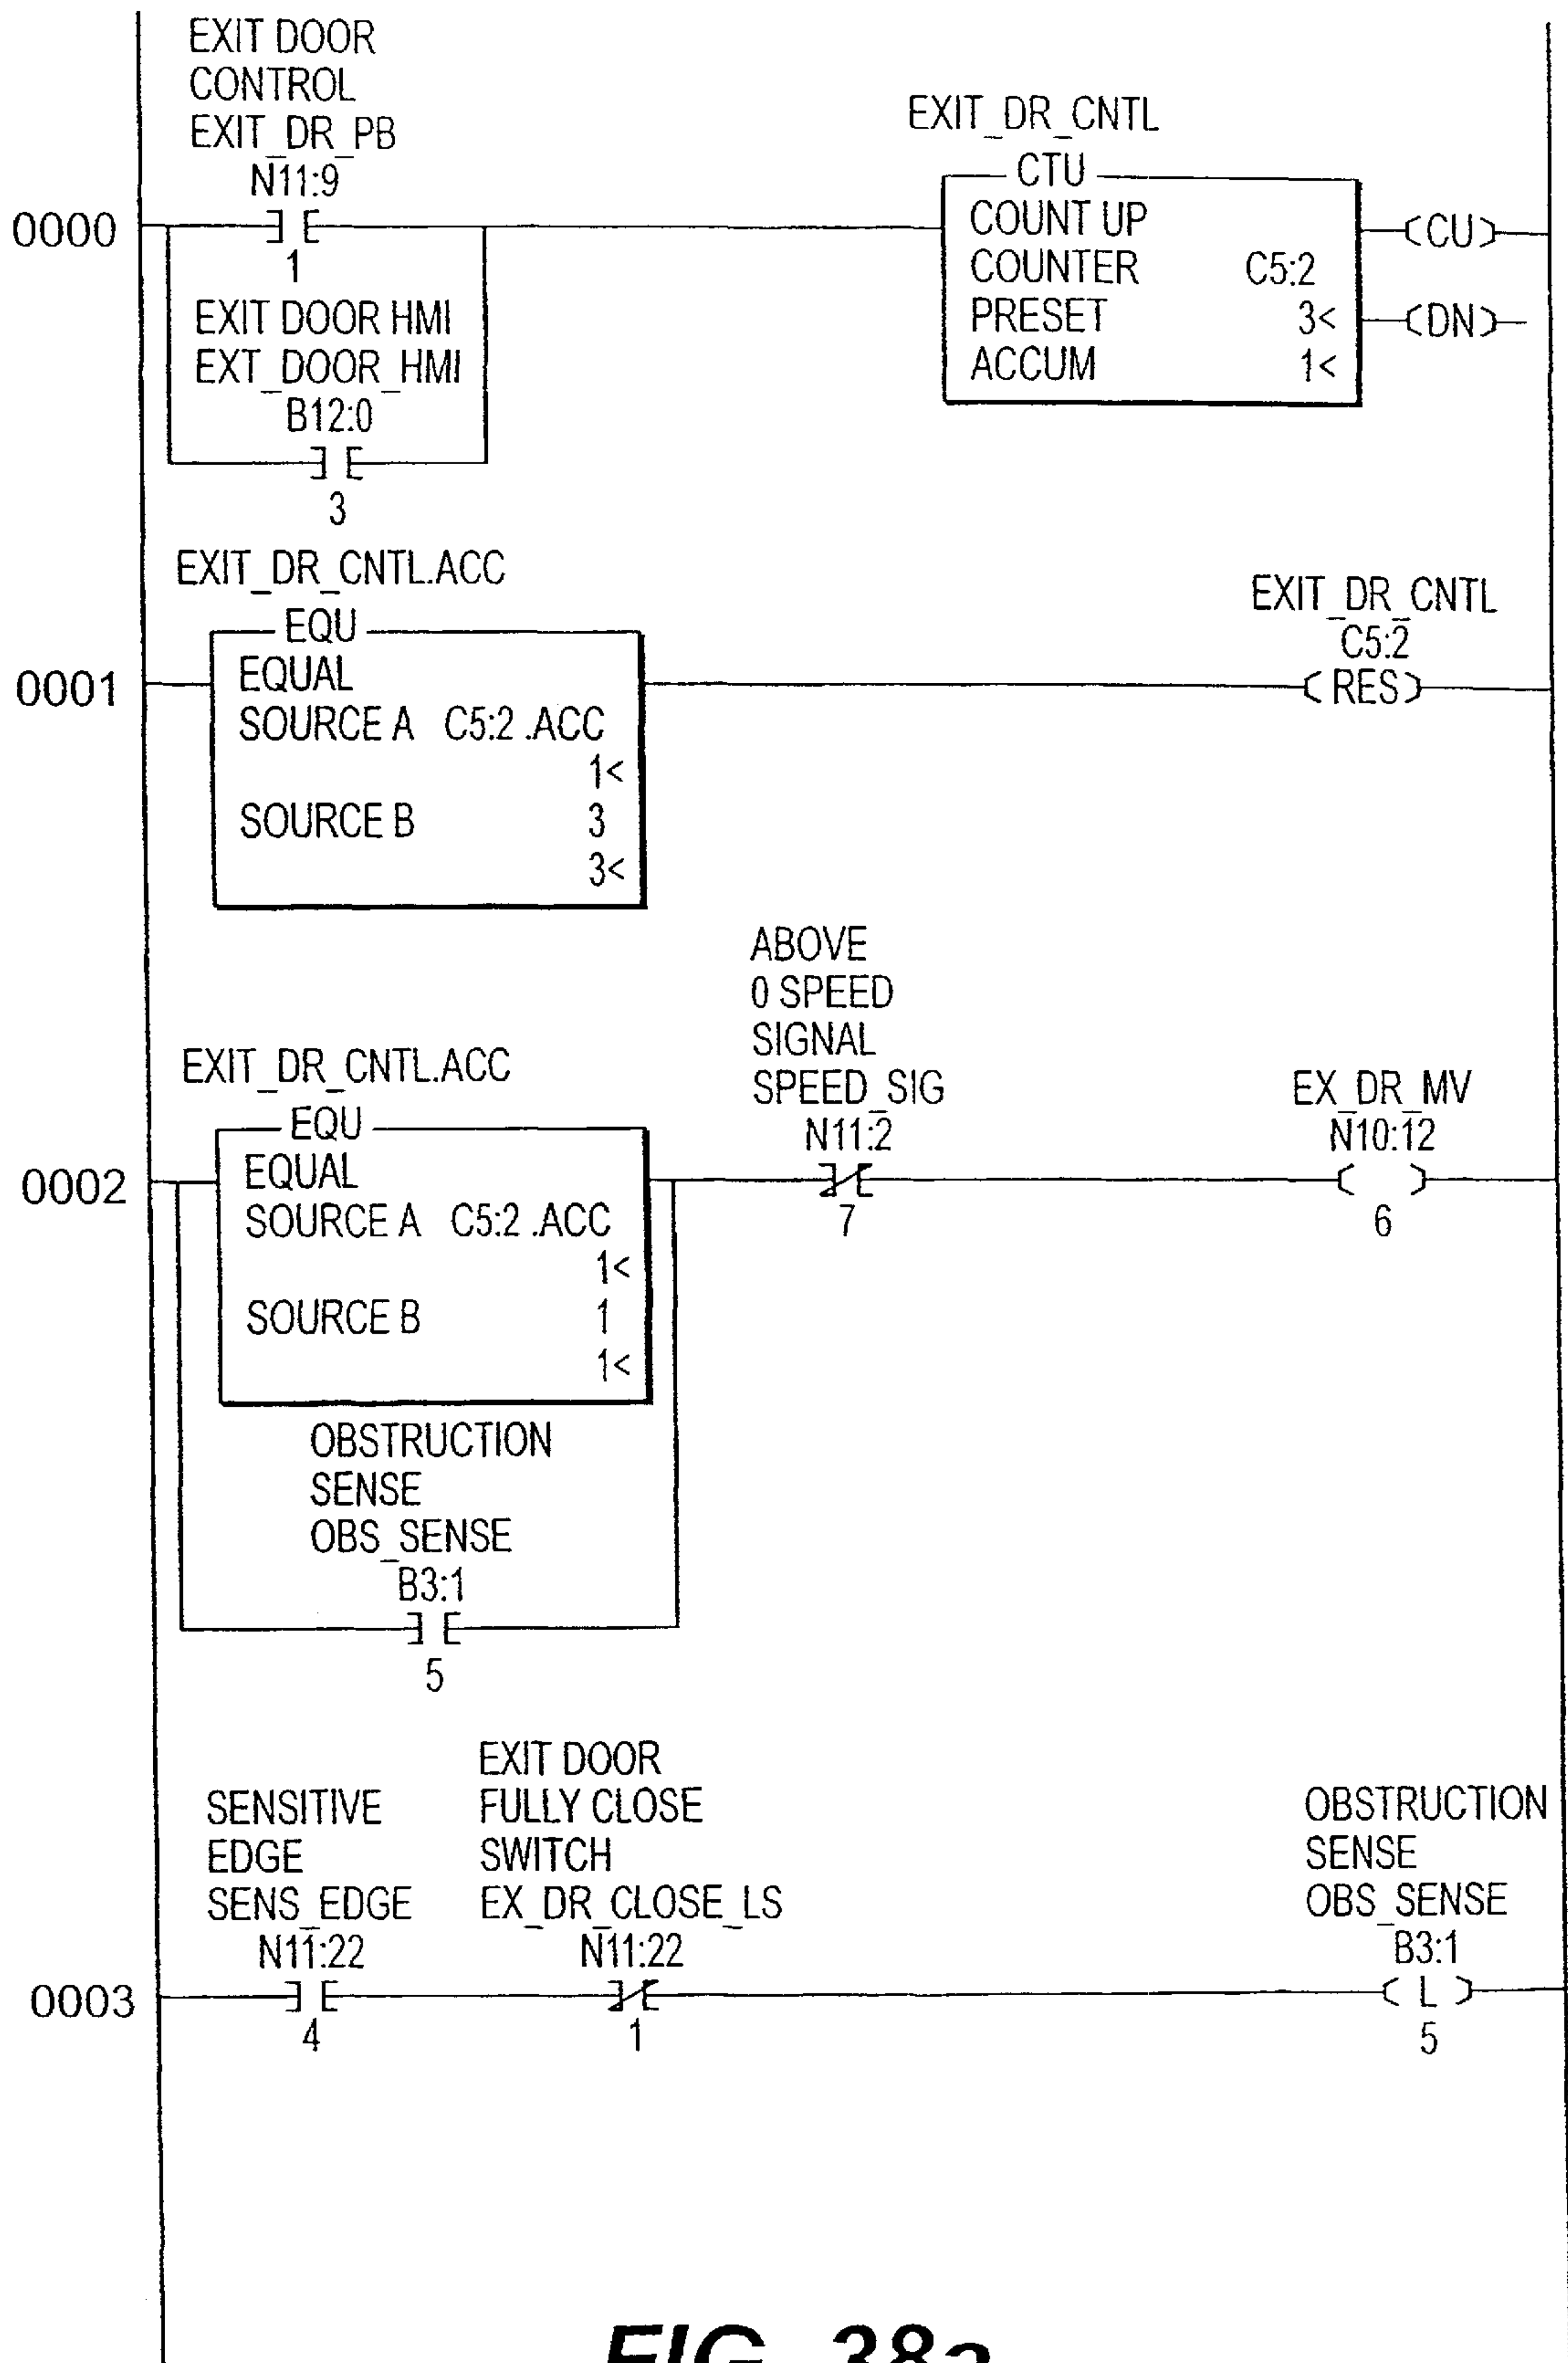 EXIT DOOR
CONTROL
EXIT_DR_PB
N11:9
0000
1
EXIT DOOR HMI
EXT_DOOR_HMI
B12:0
3
EXIT_DR_CNTL
CTU
COUNT UP
COUNTER C5:2
PRESET 3<
ACCUM 1<
(CU)
(DN)
EXIT_DR_CNTL.ACC
EQU
0001
EQUAL
SOURCE A C5:2 .ACC
1<
SOURCE B 3
3<
EXIT_DR_CNTL
C5:2
(RES)
EXIT_DR_CNTL.ACC
EQU
0002
EQUAL
SOURCE A C5:2 .ACC
1<
SOURCE B 1
1<
OBSTRUCTION
SENSE
OBS_SENSE
B3:1
5
ABOVE
0 SPEED
SIGNAL
SPEED_SIG
N11:2
7
EX_DR_MV
N10:12
6
0003
SENSITIVE
EDGE
SENS_EDGE
N11:22
4
EXIT DOOR
FULLY CLOSE
SWITCH
EX_DR_CLOSE_LS
N11:22
1
OBSTRUCTION
SENSE
OBS_SENSE
B3:1
(L)
5
FIG. 38a